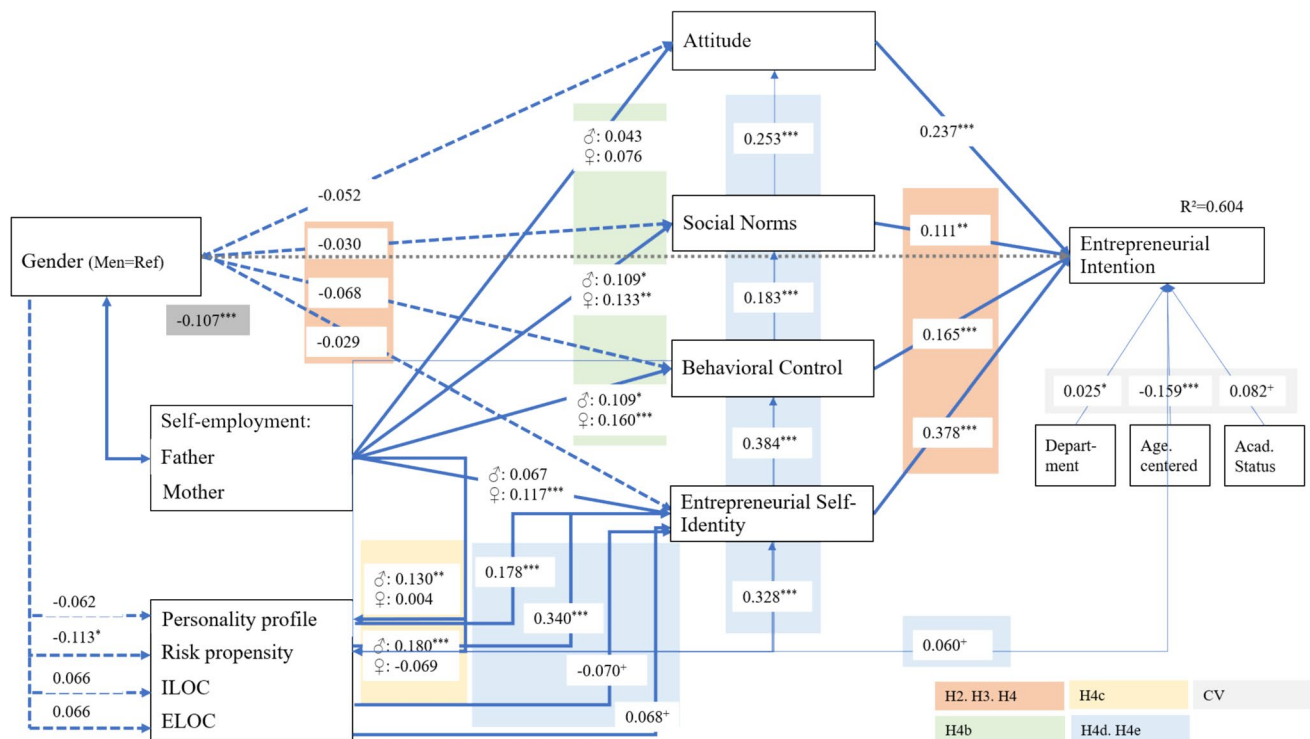 Attitude
♂: 0.043
♀: 0.076
0.253***
0.237***
-0.052
R²=0.604
Gender (Men=Ref)
-0.030
Social Norms
0.111**
Entrepreneurial
Intention
-0.107***
-0.068
♂: 0.109*
♀: 0.133**
0.183***
-0.029
0.165***
Behavioral Control
0.025*
-0.159***
0.082+
♂: 0.109*
♀: 0.160***
Self-employment:
Father
Mother
0.384***
0.378***
Depart-
ment
Age.
centered
Acad.
Status
♂: 0.067
♀: 0.117***
Entrepreneurial Self-
Identity
0.178***
♂: 0.130**
♀: 0.004
0.328***
-0.062
Personality profile
0.340***
-0.113*
Risk propensity
♂: 0.180***
♀: -0.069
0.060+
0.066
ILOC
-0.070+
0.066
ELOC
0.068+
H2. H3. H4
H4c
CV
H4b
H4d. H4e